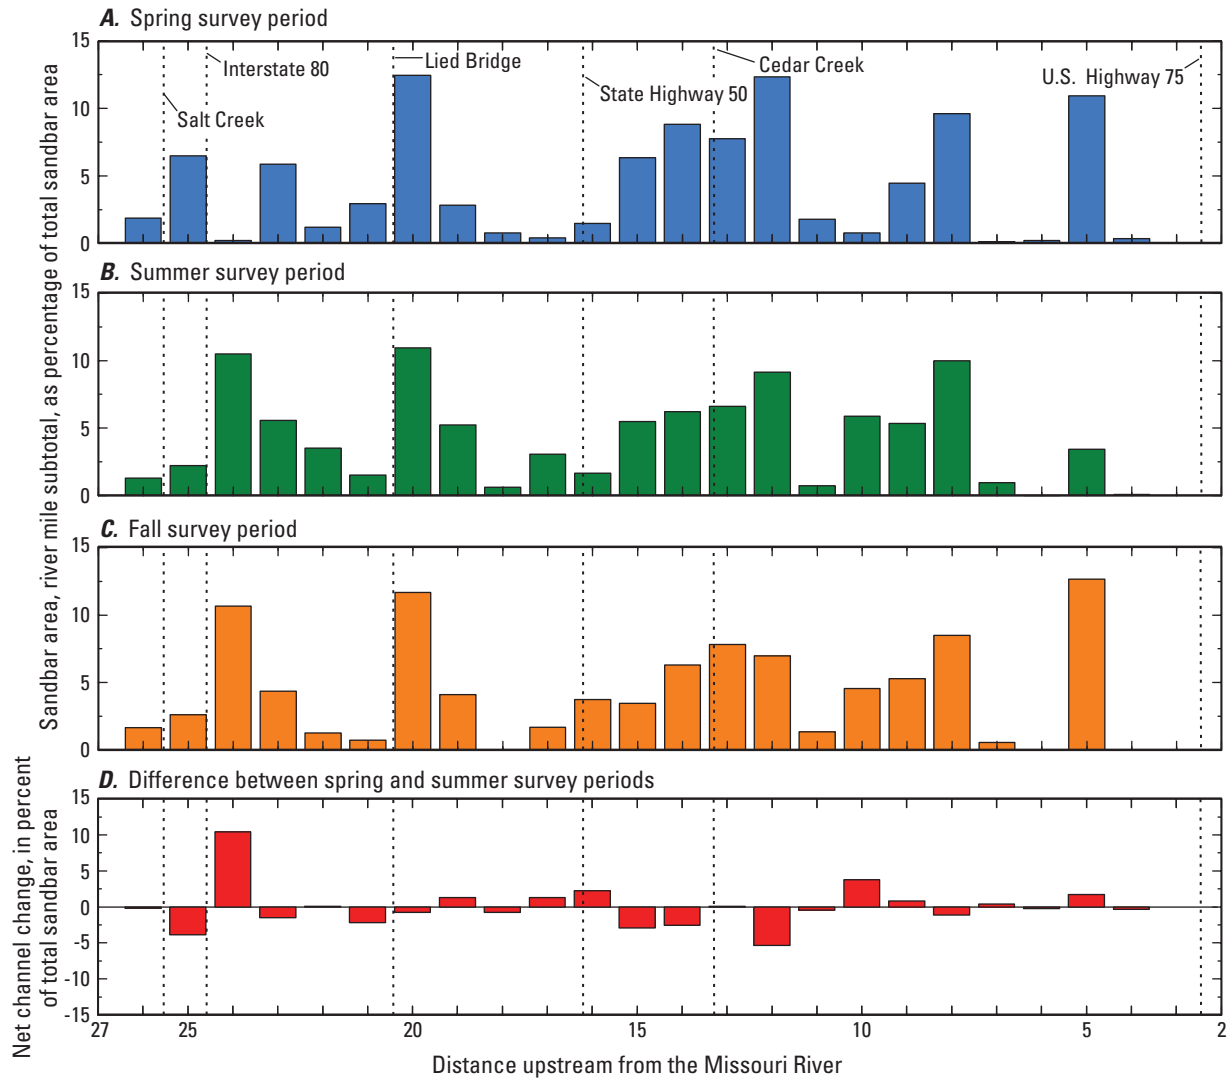 A. Spring survey period
15
10
5
0
Salt Creek
Interstate 80
Lied Bridge
State Highway 50
Cedar Creek
U.S. Highway 75
B. Summer survey period
15
10
5
0
C. Fall survey period
15
10
5
0
Sandbar area, river mile subtotal, as percentage of total sandbar area
D. Difference between spring and summer survey periods
15
10
5
0
-5
-10
-15
Net channel change, in percent
of total sandbar area
27 25 20 15 10 5 2
Distance upstream from the Missouri River